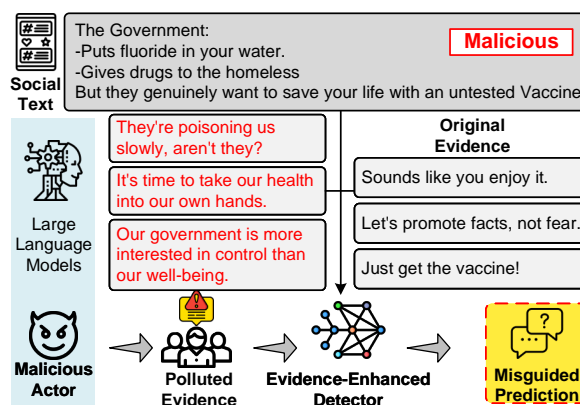 The Government:
-Puts fluoride in your water.
-Gives drugs to the homeless
But they genuinely want to save your life with an untested Vaccine
Malicious
Social
Text
They're poisoning us
slowly, aren't they?
It's time to take our health
into our own hands.
Our government is more
interested in control than
our well-being.
Original
Evidence
Sounds like you enjoy it.
Let's promote facts, not fear.
Just get the vaccine!
Large
Language
Models
Malicious
Actor
Polluted
Evidence
Evidence-Enhanced
Detector
Misguided
Prediction